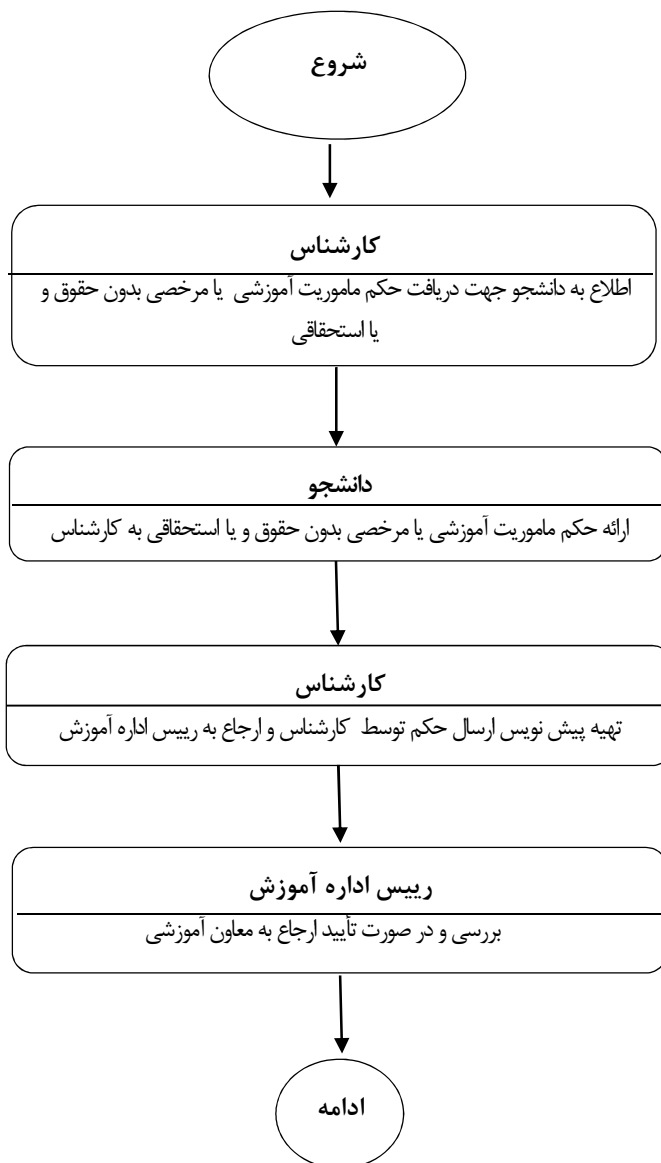 شروع
کارشناس
اطلاع به دانشجو جهت دریافت حکم ماموریت آموزشی یا مرخصی بدون حقوق و
یا استحقاقی
دانشجو
ارائه حکم ماموریت آموزشی یا مرخصی بدون حقوق و یا استحقاقی به کارشناس
کارشناس
تهیه پیش نویس ارسال حکم توسط کارشناس و ارجاع به رییس اداره آموزش
رییس اداره آموزش
بررسی و در صورت تأیید ارجاع به معاون آموزشی
ادامه